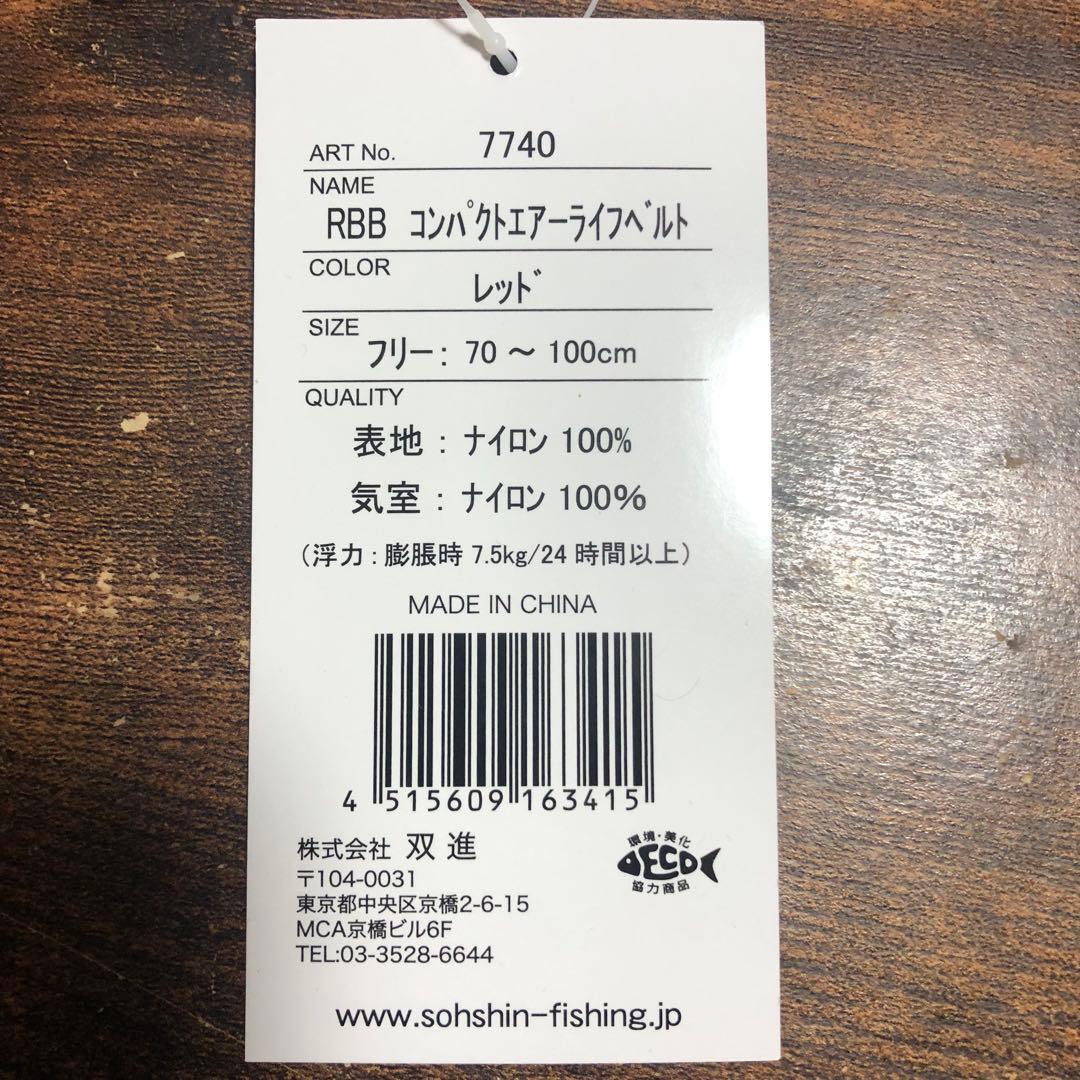 ART No. 7740
NAME
RBB ｺﾝﾊﾟｸﾄｴｱｰﾗｲﾌﾍﾞﾙﾄ
COLOR
ﾚｯﾄﾞ
SIZE
フリー : 70 ～ 100cm
QUALITY
表地 : ﾅｲﾛﾝ 100%
気室 : ﾅｲﾛﾝ 100%
(浮力 : 膨脹時 7.5kg/24 時間以上)
MADE IN CHINA
4 515609 163415
株式会社 双進
〒104-0031
東京都中央区京橋2-6-15
MCA京橋ビル6F
TEL:03-3528-6644
環境・美化
ECO
協力商品
www.sohshin-fishing.jp